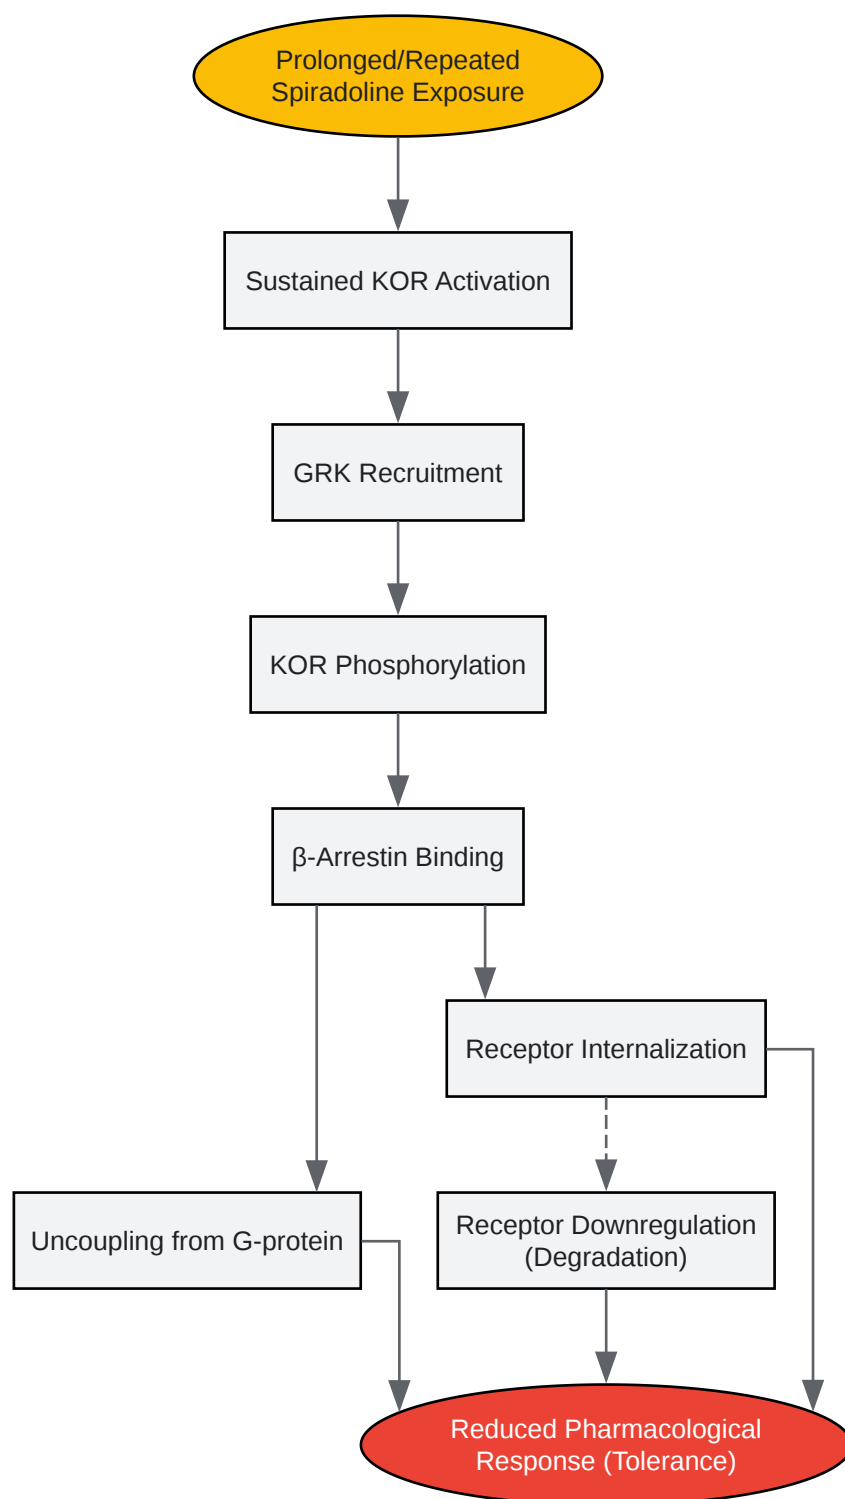 Prolonged/Repeated
Spiradoline Exposure
Sustained KOR Activation
GRK Recruitment
KOR Phosphorylation
β-Arrestin Binding
Receptor Internalization
Uncoupling from G-protein
Receptor Downregulation
(Degradation)
Reduced Pharmacological
Response (Tolerance)